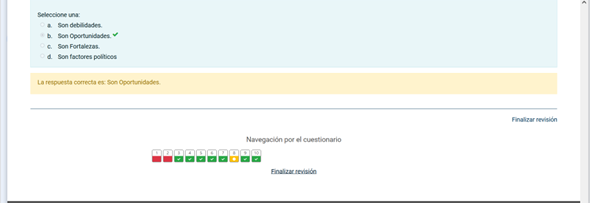 Seleccione una:
a. Son debilidades.
b. Son Oportunidades.
c. Son Fortalezas.
d. Son factores políticos
La respuesta correcta es: Son Oportunidades.
Finalizar revisión
Navegación por el cuestionario
1 2 3 4 5 6 7 8 9 10
Finalizar revisión